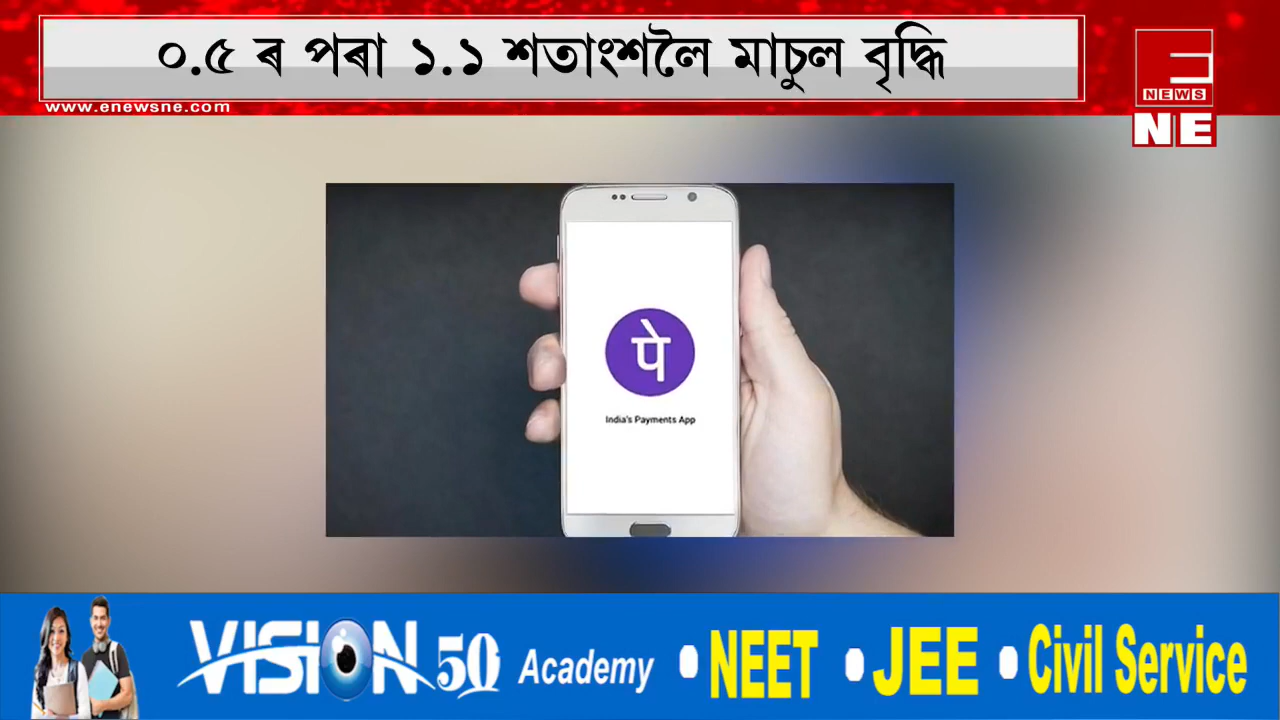 ০.৫ ৰ পৰা ১.১ শতাংশলৈ মাচুল বৃদ্ধি
www.enewsne.com
E
NEWS
NE
पे
India's Payments App
VISION 50 Academy • NEET • JEE • Civil Service